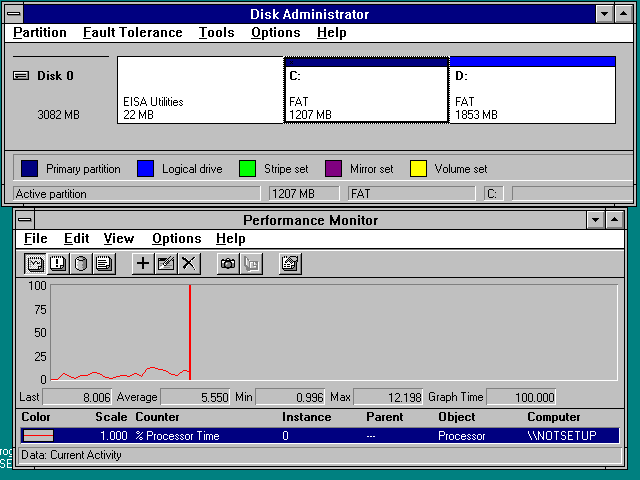 Disk Administrator
Partition Fault Tolerance Tools Options Help
Disk 0 C: D:
EISA Utilities FAT FAT
3082 MB 22 MB 1207 MB 1853 MB
Primary partition Logical drive Stripe set Mirror set Volume set
Active partition 1207 MB FAT C:
Performance Monitor
File Edit View Options Help
100
75
50
25
0
Last 8.006 Average 5.550 Min 0.996 Max 12.198 Graph Time 100.000
Color Scale Counter Instance Parent Object Computer
1.000 % Processor Time 0 --- Processor \\NOTSETUP
Data: Current Activity